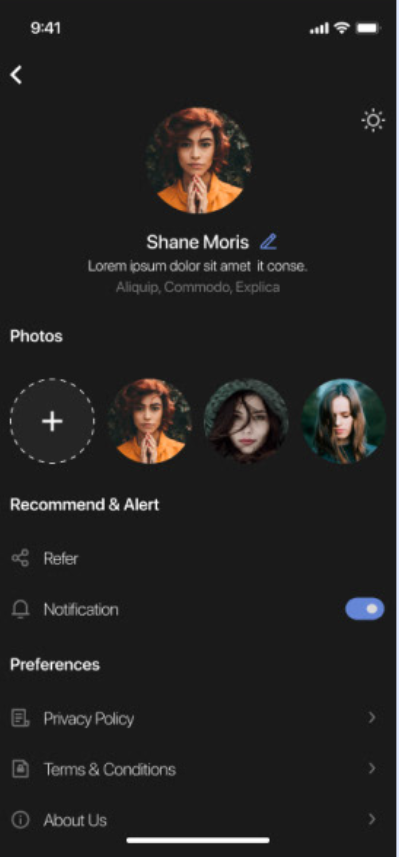 9:41
Shane Moris
Lorem ipsum dolor sit amet it conse.
Aliquip, Commodo, Explica
Photos
Recommend & Alert
Refer
Notification
Preferences
Privacy Policy
Terms & Conditions
About Us